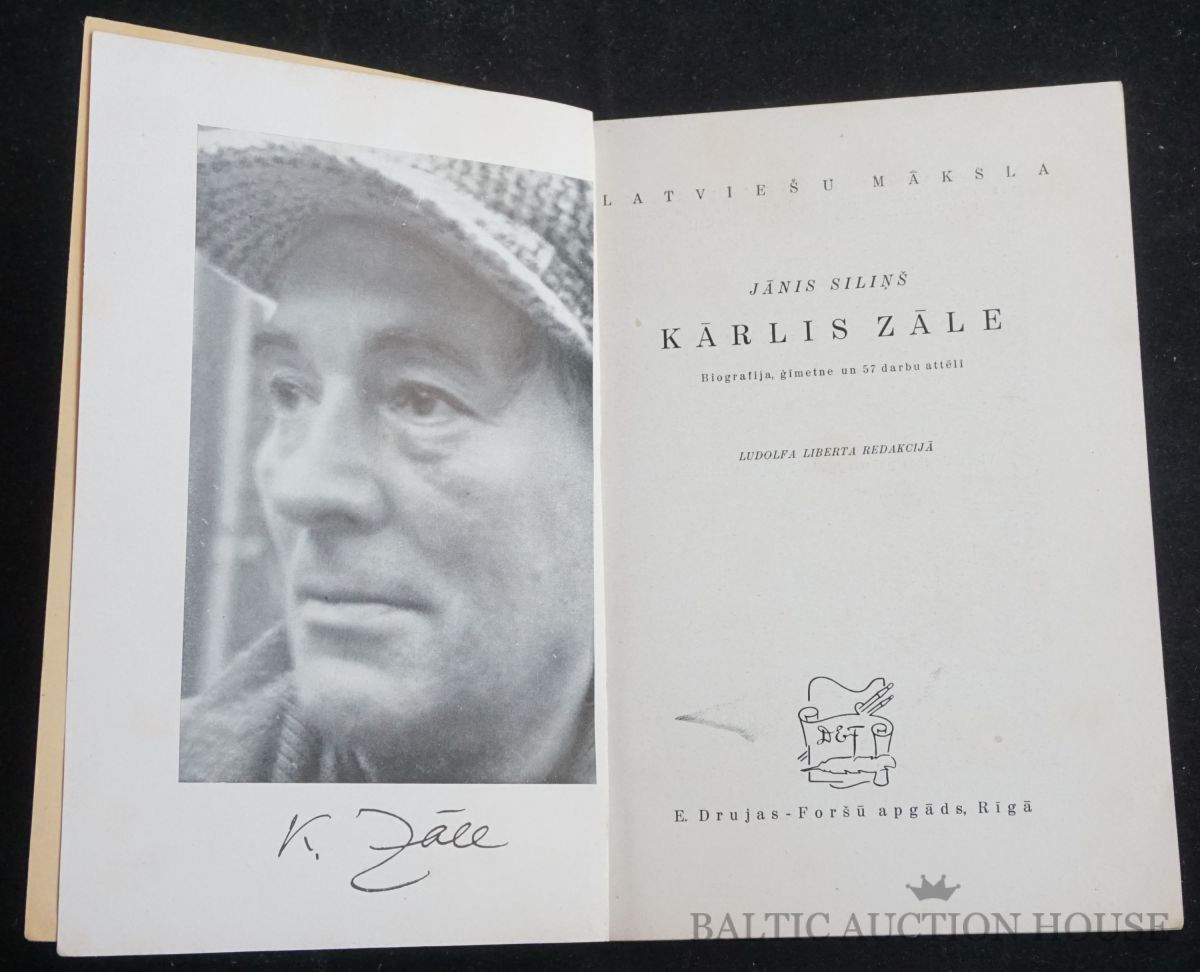 K. Zāle
LATVIEŠU MĀKSLA
JĀNIS SILIŅŠ
KĀRLIS ZĀLE
Biografija, ģīmetne un 57 darbu attēli
LUDOLFA LIBERTA REDAKCIJĀ
D&F
E. Drujas-Foršū apgāds, Rīgā
BALTIC AUCTION HOUSE